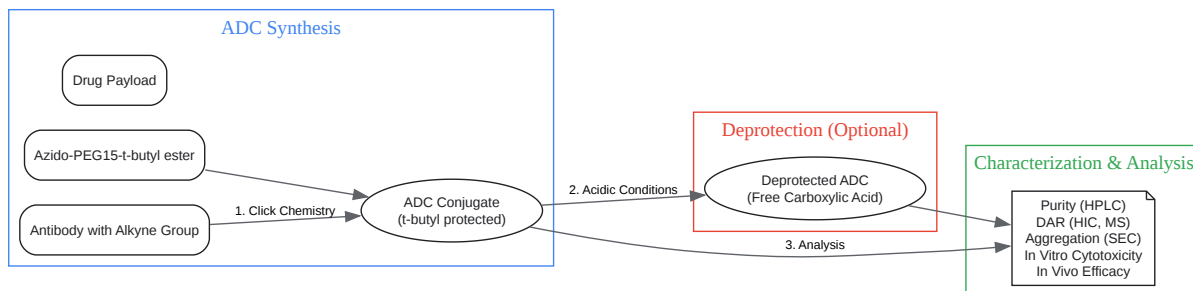 ADC Synthesis
Drug Payload
Azido-PEG15-t-butyl ester
Antibody with Alkyne Group
1. Click Chemistry
ADC Conjugate
(t-butyl protected)
2. Acidic Conditions
3. Analysis
Deprotection (Optional)
Deprotected ADC
(Free Carboxylic Acid)
Characterization & Analysis
Purity (HPLC)
DAR (HIC, MS)
Aggregation (SEC)
In Vitro Cytotoxicity
In Vivo Efficacy